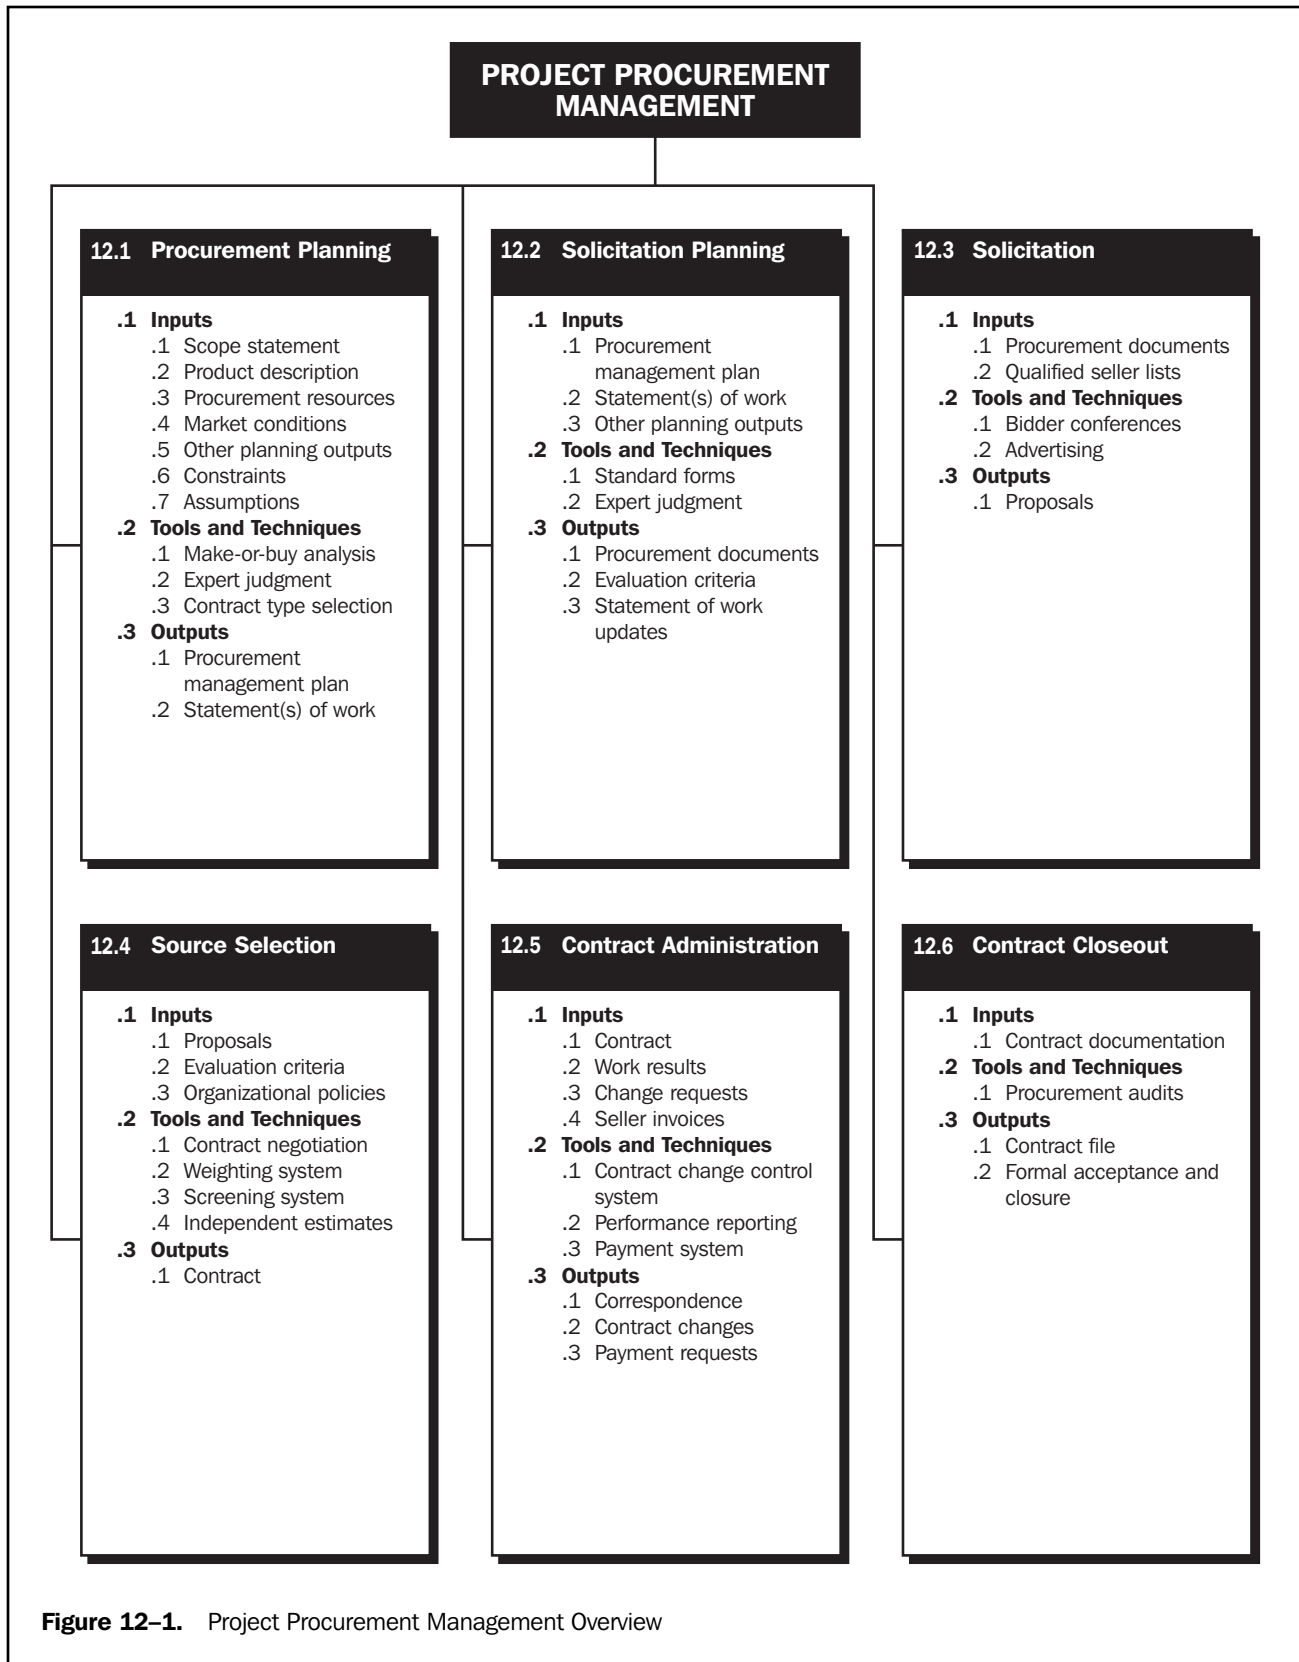 PROJECT PROCUREMENT
MANAGEMENT
12.1 Procurement Planning
.1 Inputs
.1 Scope statement
.2 Product description
.3 Procurement resources
.4 Market conditions
.5 Other planning outputs
.6 Constraints
.7 Assumptions
.2 Tools and Techniques
.1 Make-or-buy analysis
.2 Expert judgment
.3 Contract type selection
.3 Outputs
.1 Procurement
management plan
.2 Statement(s) of work
12.2 Solicitation Planning
.1 Inputs
.1 Procurement
management plan
.2 Statement(s) of work
.3 Other planning outputs
.2 Tools and Techniques
.1 Standard forms
.2 Expert judgment
.3 Outputs
.1 Procurement documents
.2 Evaluation criteria
.3 Statement of work
updates
12.3 Solicitation
.1 Inputs
.1 Procurement documents
.2 Qualified seller lists
.2 Tools and Techniques
.1 Bidder conferences
.2 Advertising
.3 Outputs
.1 Proposals
12.4 Source Selection
.1 Inputs
.1 Proposals
.2 Evaluation criteria
.3 Organizational policies
.2 Tools and Techniques
.1 Contract negotiation
.2 Weighting system
.3 Screening system
.4 Independent estimates
.3 Outputs
.1 Contract
12.5 Contract Administration
.1 Inputs
.1 Contract
.2 Work results
.3 Change requests
.4 Seller invoices
.2 Tools and Techniques
.1 Contract change control
system
.2 Performance reporting
.3 Payment system
.3 Outputs
.1 Correspondence
.2 Contract changes
.3 Payment requests
12.6 Contract Closeout
.1 Inputs
.1 Contract documentation
.2 Tools and Techniques
.1 Procurement audits
.3 Outputs
.1 Contract file
.2 Formal acceptance and
closure
Figure 12–1. Project Procurement Management Overview